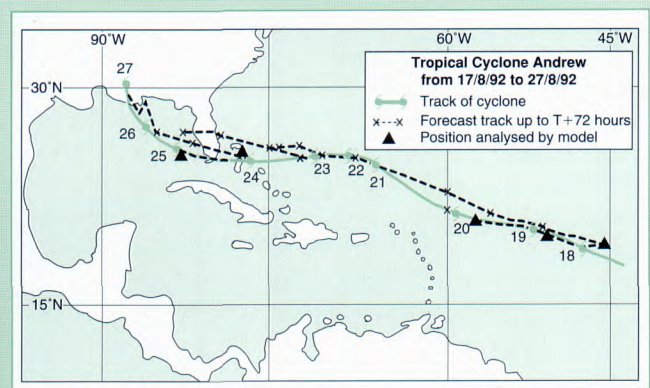 90°W
60°W
45°W
Tropical Cyclone Andrew
from 17/8/92 to 27/8/92
Track of cyclone
Forecast track up to T+72 hours
Position analysed by model
27
30°N
26
25
24
23
22
21
20
19
18
15°N